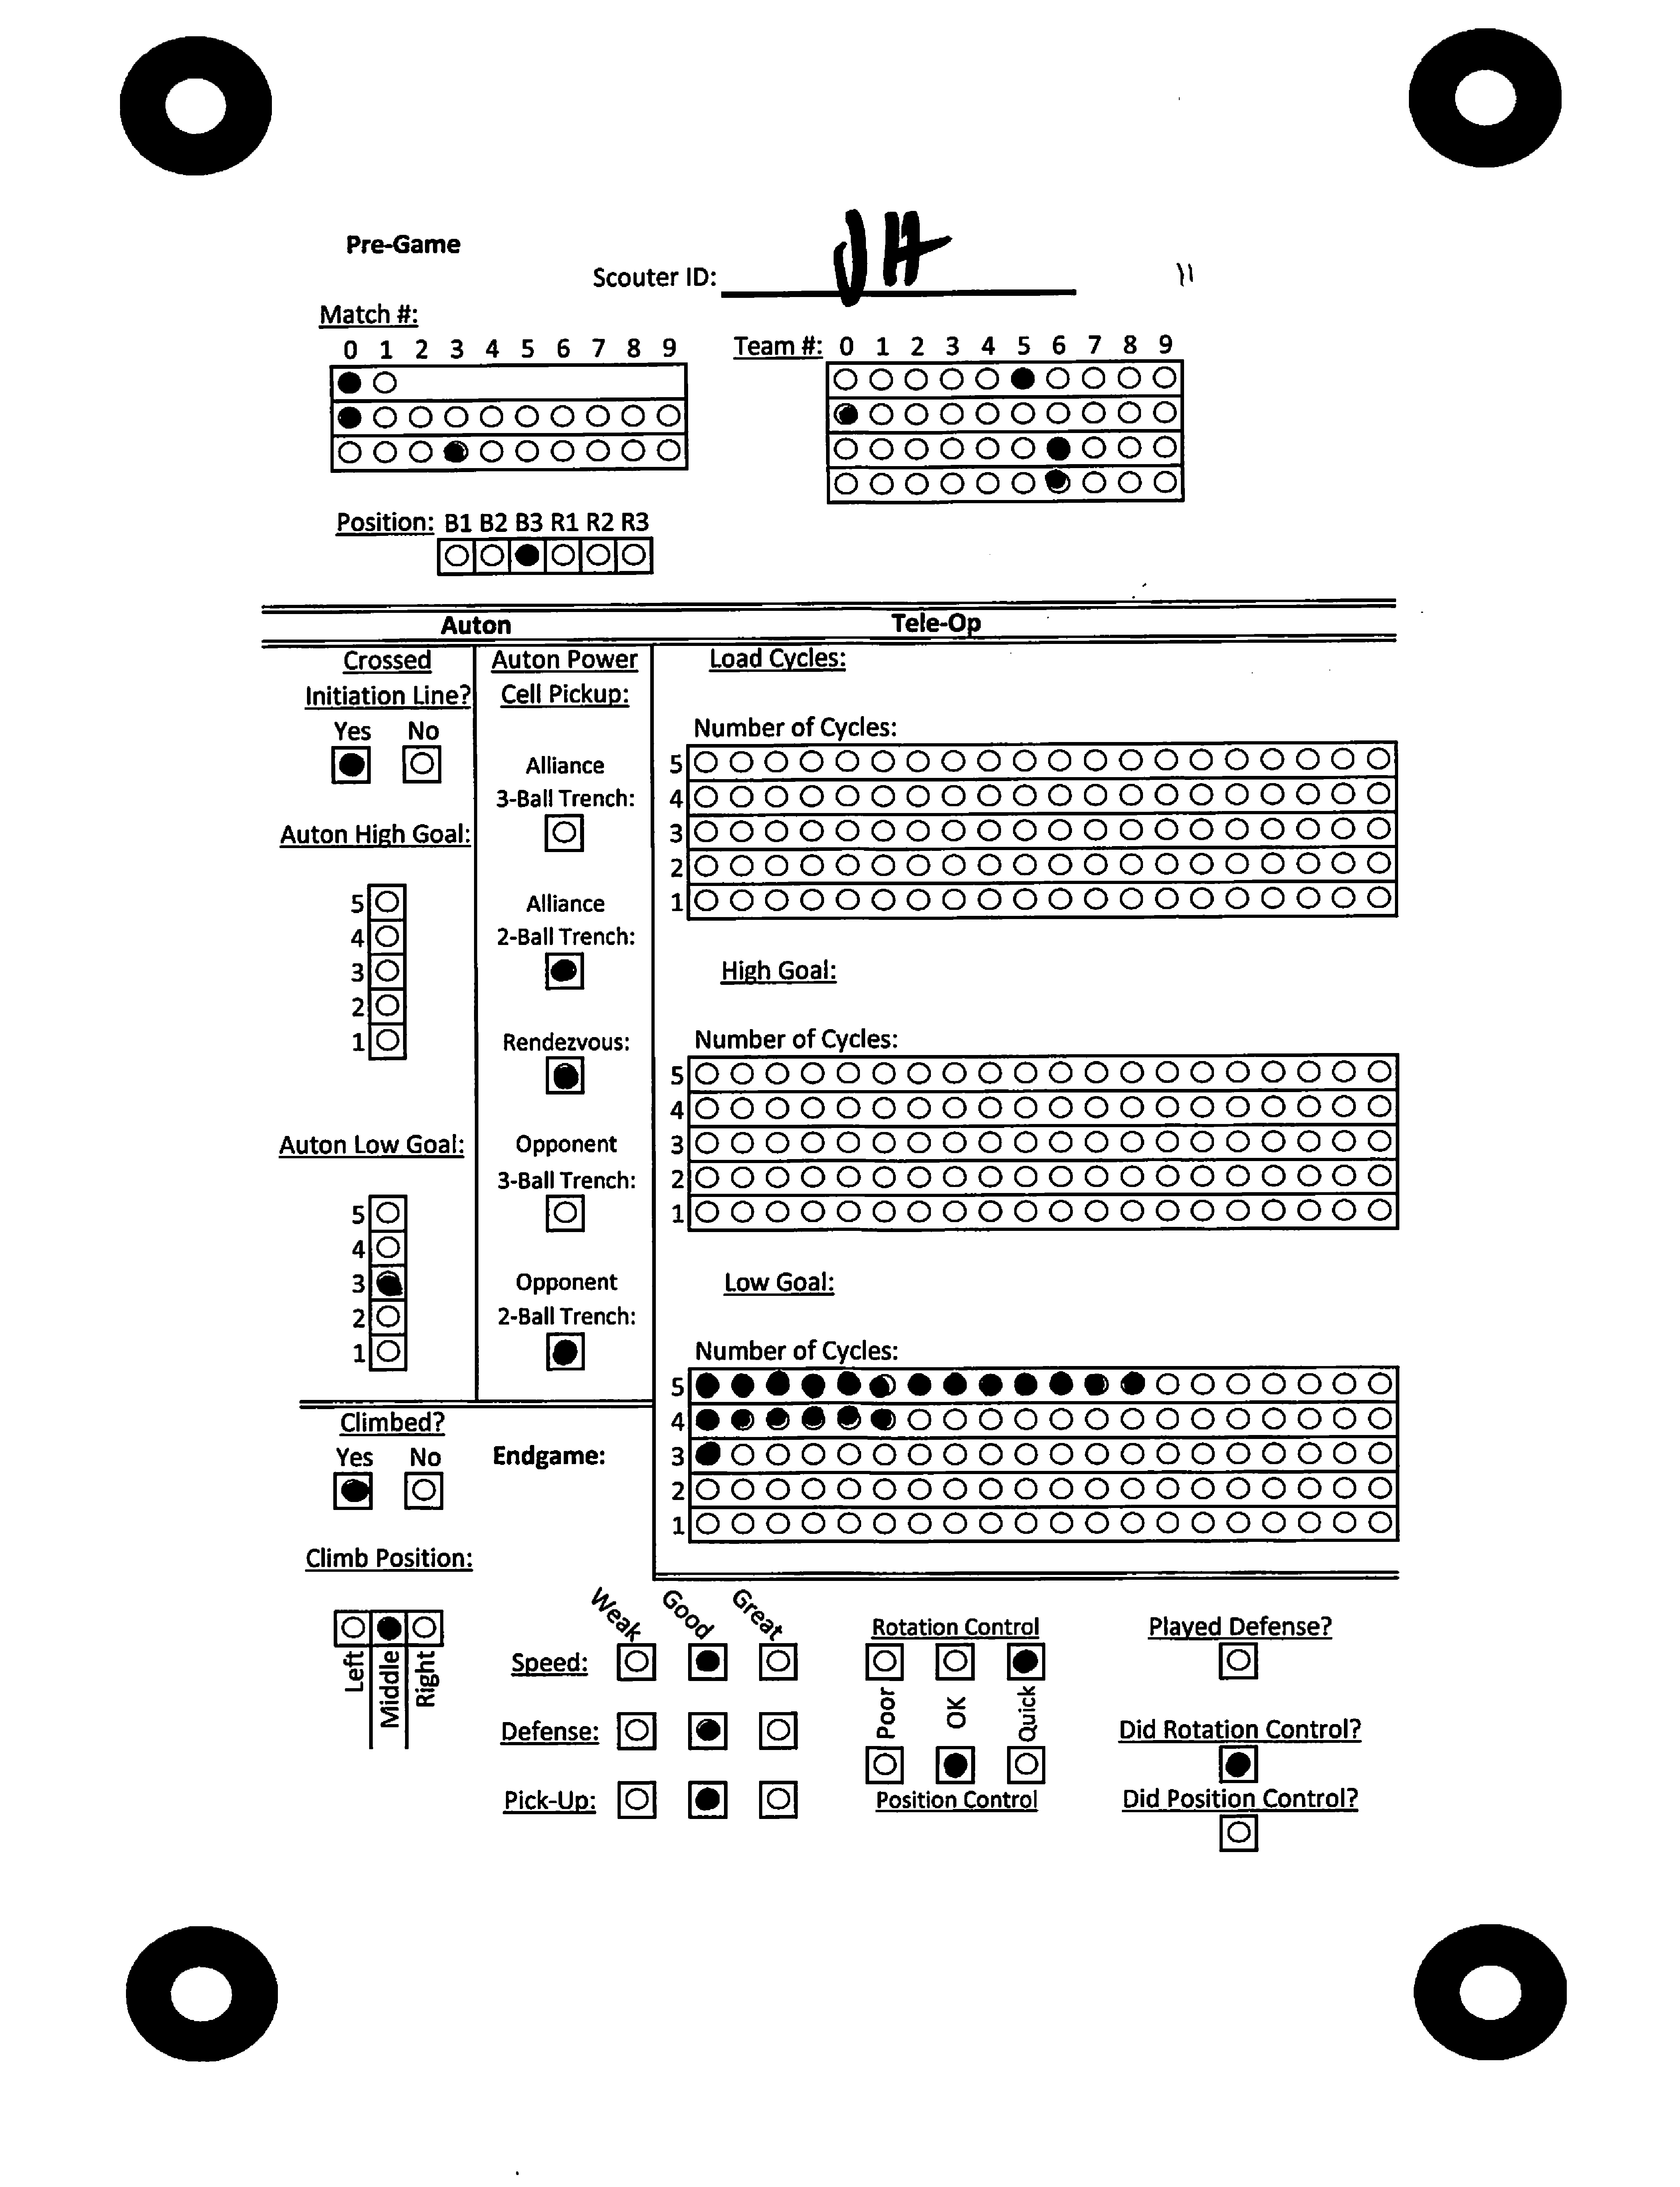 Pre-Game
Scouter ID: JH
Match #:
0 1 2 3 4 5 6 7 8 9
Team #: 0 1 2 3 4 5 6 7 8 9
Position: B1 B2 B3 R1 R2 R3
Auton
Tele-Op
Crossed
Initiation Line?
Yes No
Auton High Goal:
5
4
3
2
1
Auton Low Goal:
5
4
3
2
1
Auton Power
Cell Pickup:
Alliance
3-Ball Trench:
Alliance
2-Ball Trench:
Rendezvous:
Opponent
3-Ball Trench:
Opponent
2-Ball Trench:
Load Cycles:
Number of Cycles:
5
4
3
2
1
High Goal:
Number of Cycles:
5
4
3
2
1
Low Goal:
Number of Cycles:
5
4
3
2
1
Climbed?
Yes No
Endgame:
Climb Position:
Left
Middle
Right
Weak
Good
Great
Speed:
Defense:
Pick-Up:
Rotation Control
Poor
OK
Quick
Position Control
Played Defense?
Did Rotation Control?
Did Position Control?